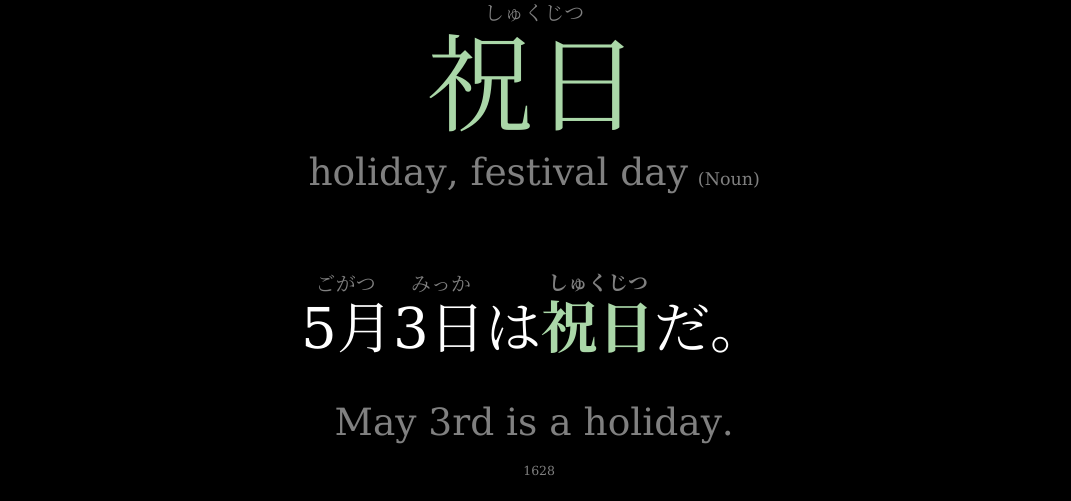 しゅくじつ
祝日
holiday, festival day (Noun)
ごがつ みっか しゅくじつ
5月3日は祝日だ。
May 3rd is a holiday.
1628